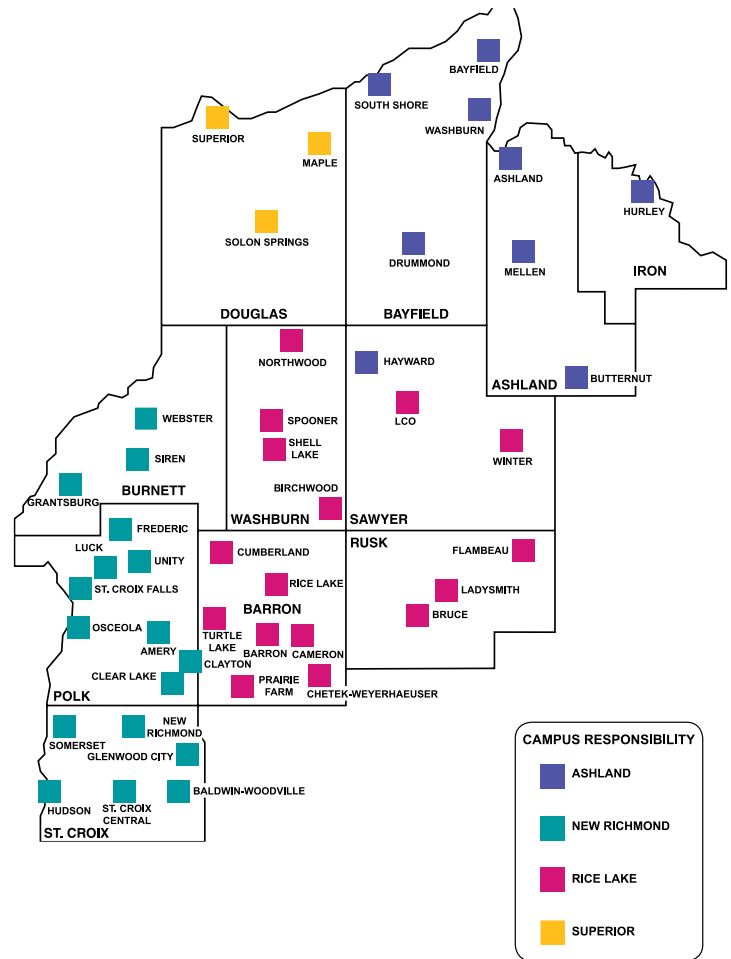 BAYFIELD
SOUTH SHORE
WASHBURN
SUPERIOR
MAPLE
ASHLAND
HURLEY
SOLON SPRINGS
DRUMMOND
MELLEN
IRON
DOUGLAS
BAYFIELD
NORTHWOOD
HAYWARD
BUTTERNUT
ASHLAND
LCO
WEBSTER
SPOONER
SHELL
LAKE
WINTER
SIREN
BIRCHWOOD
GRANTSBURG
BURNETT
WASHBURN
SAWYER
FREDERIC
RUSK
LUCK
CUMBERLAND
FLAMBEAU
UNITY
ST. CROIX FALLS
RICE LAKE
LADYSMITH
BARRON
BRUCE
OSCEOLA
TURTLE
LAKE
BARRON
CAMERON
AMERY
CLAYTON
CLEAR LAKE
PRAIRIE
FARM
CHETEK-WEYERHAEUSER
POLK
SOMERSET
NEW
RICHMOND
GLENWOOD CITY
BALDWIN-WOODVILLE
HUDSON
ST. CROIX
CENTRAL
ST. CROIX
CAMPUS RESPONSIBILITY
ASHLAND
NEW RICHMOND
RICE LAKE
SUPERIOR